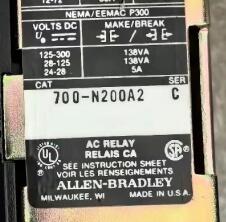 NEMA/EEMAC P300
VOLTS DC MAKE/BREAK
125-300 138VA
28-125 138VA
24-28 5A
CAT SER
700-N200A2 C
AC RELAY
RELAIS CA
SEE INSTRUCTION SHEET
VOIR LES RENSEIGNEMENTS
ALLEN-BRADLEY
MILWAUKEE, WI MADE IN U.S.A.
UL